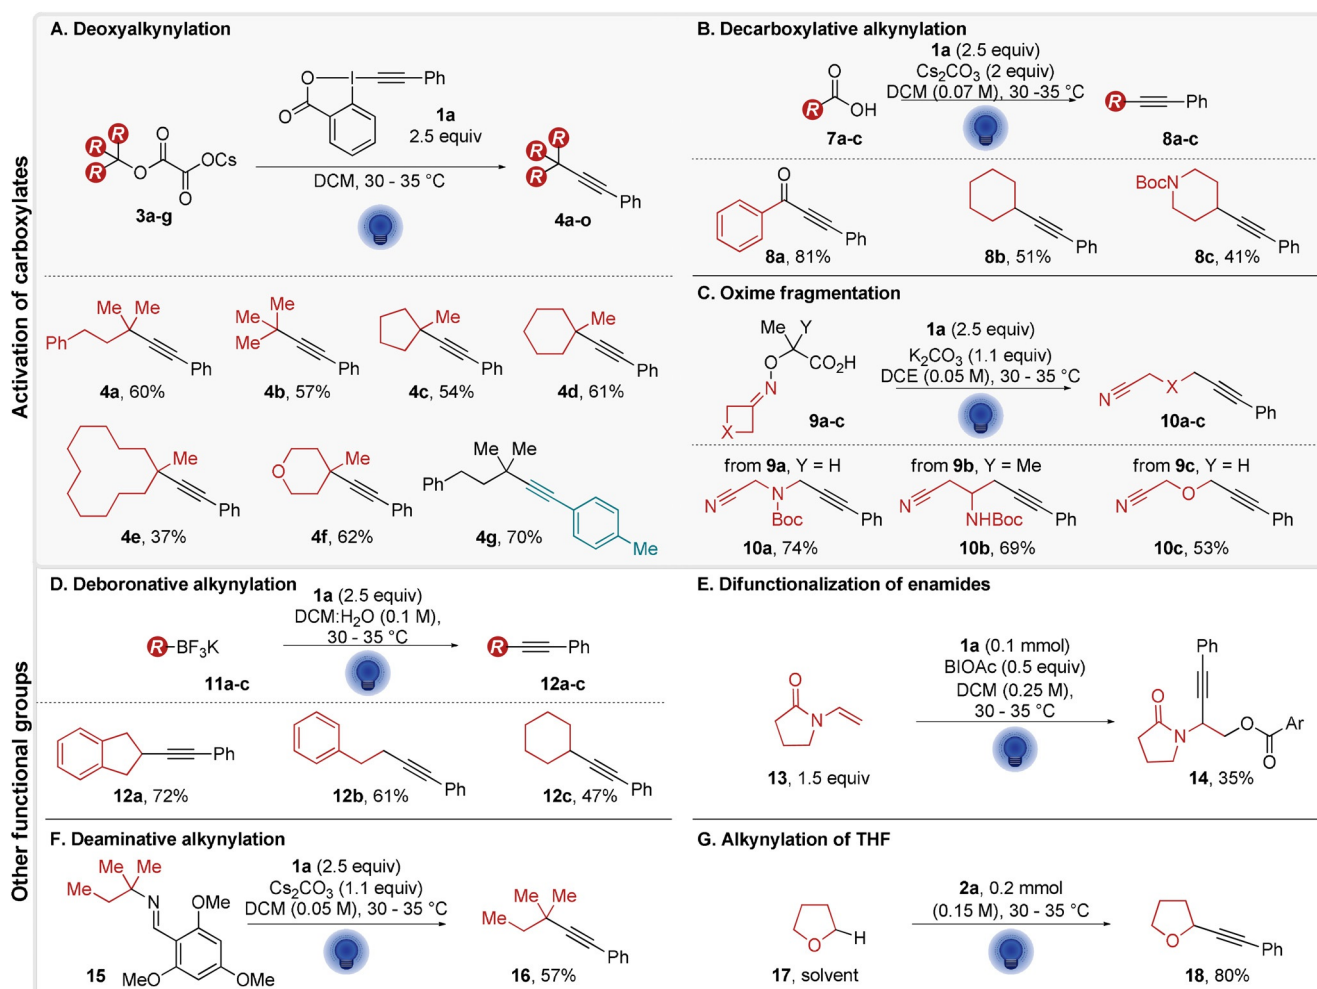 Activation of carboxylates
A. Deoxyalkynylation
R
R
R
O
O
O
OCs
3a-g
O
I
Ph
O
1a
2.5 equiv
DCM, 30 - 35 °C
R
R
R
Ph
4a-o
Me
Me
Ph
Ph
4a, 60%
Me
Me
Me
Ph
4b, 57%
Me
Ph
4c, 54%
Me
Ph
4d, 61%
Me
Ph
4e, 37%
O
Me
Ph
4f, 62%
Me
Me
Ph
Me
4g, 70%
B. Decarboxylative alkynylation
R
O
OH
7a-c
1a (2.5 equiv)
Cs2CO3 (2 equiv)
DCM (0.07 M), 30 -35 °C
R
Ph
8a-c
O
Ph
8a, 81%
Ph
8b, 51%
BocN
Ph
8c, 41%
C. Oxime fragmentation
Me
Y
O
CO2H
N
X
9a-c
1a (2.5 equiv)
K2CO3 (1.1 equiv)
DCE (0.05 M), 30 - 35 °C
N
X
Ph
10a-c
from 9a, Y = H
N
N
Boc
Ph
10a, 74%
from 9b, Y = Me
N
NHBoc
Ph
10b, 69%
from 9c, Y = H
N
O
Ph
10c, 53%
Other functional groups
D. Deboronative alkynylation
R
BF3K
11a-c
1a (2.5 equiv)
DCM:H2O (0.1 M),
30 - 35 °C
R
Ph
12a-c
Ph
12a, 72%
Ph
12b, 61%
Ph
12c, 47%
E. Difunctionalization of enamides
O
N
13, 1.5 equiv
1a (0.1 mmol)
BIOAc (0.5 equiv)
DCM (0.25 M),
30 - 35 °C
Ph
O
N
O
Ar
O
14, 35%
F. Deaminative alkynylation
Me
Me
Me
N
OMe
MeO
OMe
15
1a (2.5 equiv)
Cs2CO3 (1.1 equiv)
DCM (0.05 M), 30 - 35 °C
Me
Me
Me
Ph
16, 57%
G. Alkynylation of THF
O
H
17, solvent
2a, 0.2 mmol
(0.15 M), 30 - 35 °C
O
Ph
18, 80%